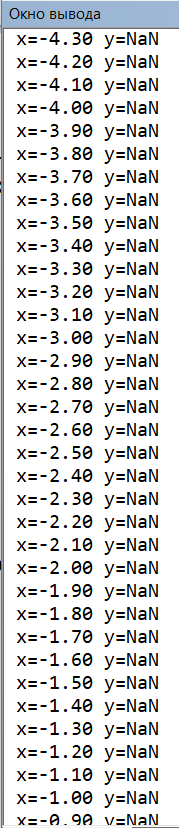 Окно вывода
x=-4.30 y=NaN
x=-4.20 y=NaN
x=-4.10 y=NaN
x=-4.00 y=NaN
x=-3.90 y=NaN
x=-3.80 y=NaN
x=-3.70 y=NaN
x=-3.60 y=NaN
x=-3.50 y=NaN
x=-3.40 y=NaN
x=-3.30 y=NaN
x=-3.20 y=NaN
x=-3.10 y=NaN
x=-3.00 y=NaN
x=-2.90 y=NaN
x=-2.80 y=NaN
x=-2.70 y=NaN
x=-2.60 y=NaN
x=-2.50 y=NaN
x=-2.40 y=NaN
x=-2.30 y=NaN
x=-2.20 y=NaN
x=-2.10 y=NaN
x=-2.00 y=NaN
x=-1.90 y=NaN
x=-1.80 y=NaN
x=-1.70 y=NaN
x=-1.60 y=NaN
x=-1.50 y=NaN
x=-1.40 y=NaN
x=-1.30 y=NaN
x=-1.20 y=NaN
x=-1.10 y=NaN
x=-1.00 y=NaN
x=-0.90 y=NaN